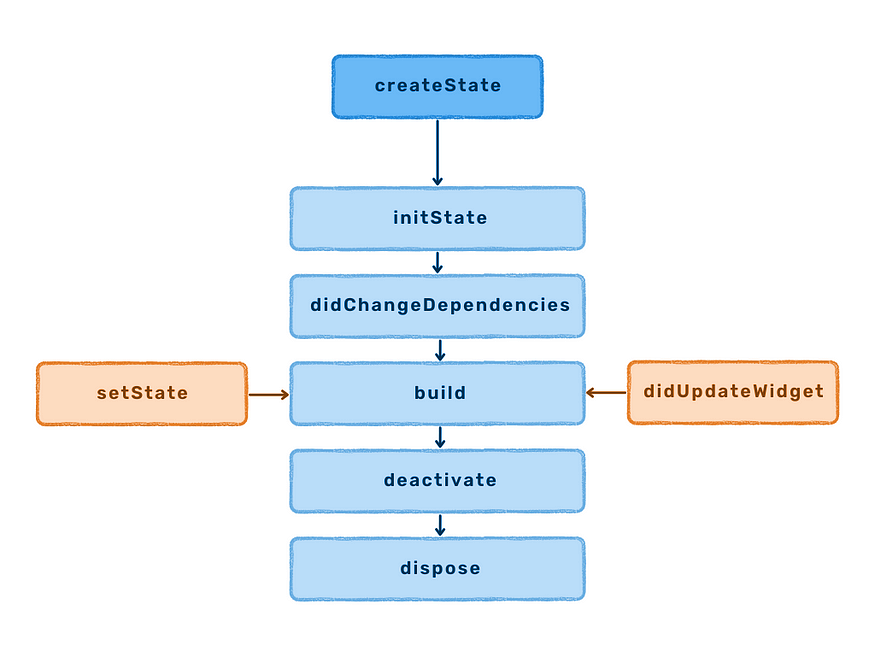 createState
initState
didChangeDependencies
setState
build
didUpdateWidget
deactivate
dispose